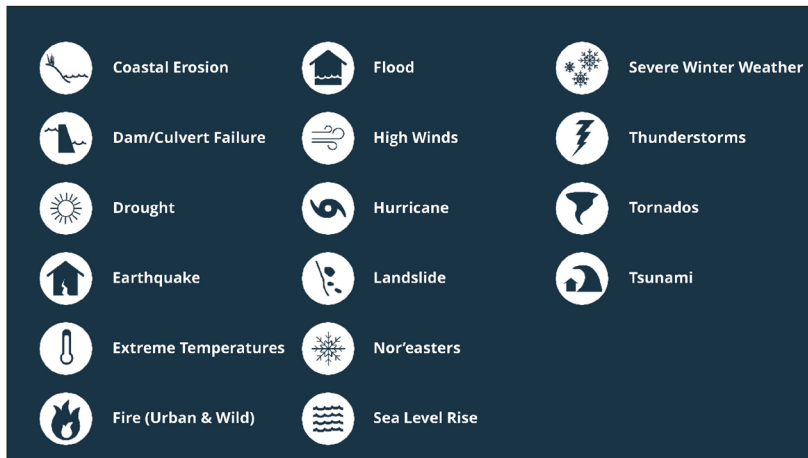 Coastal Erosion
Dam/Culvert Failure
Drought
Earthquake
Extreme Temperatures
Fire (Urban & Wild)
Flood
High Winds
Hurricane
Landslide
Nor’easters
Sea Level Rise
Severe Winter Weather
Thunderstorms
Tornados
Tsunami